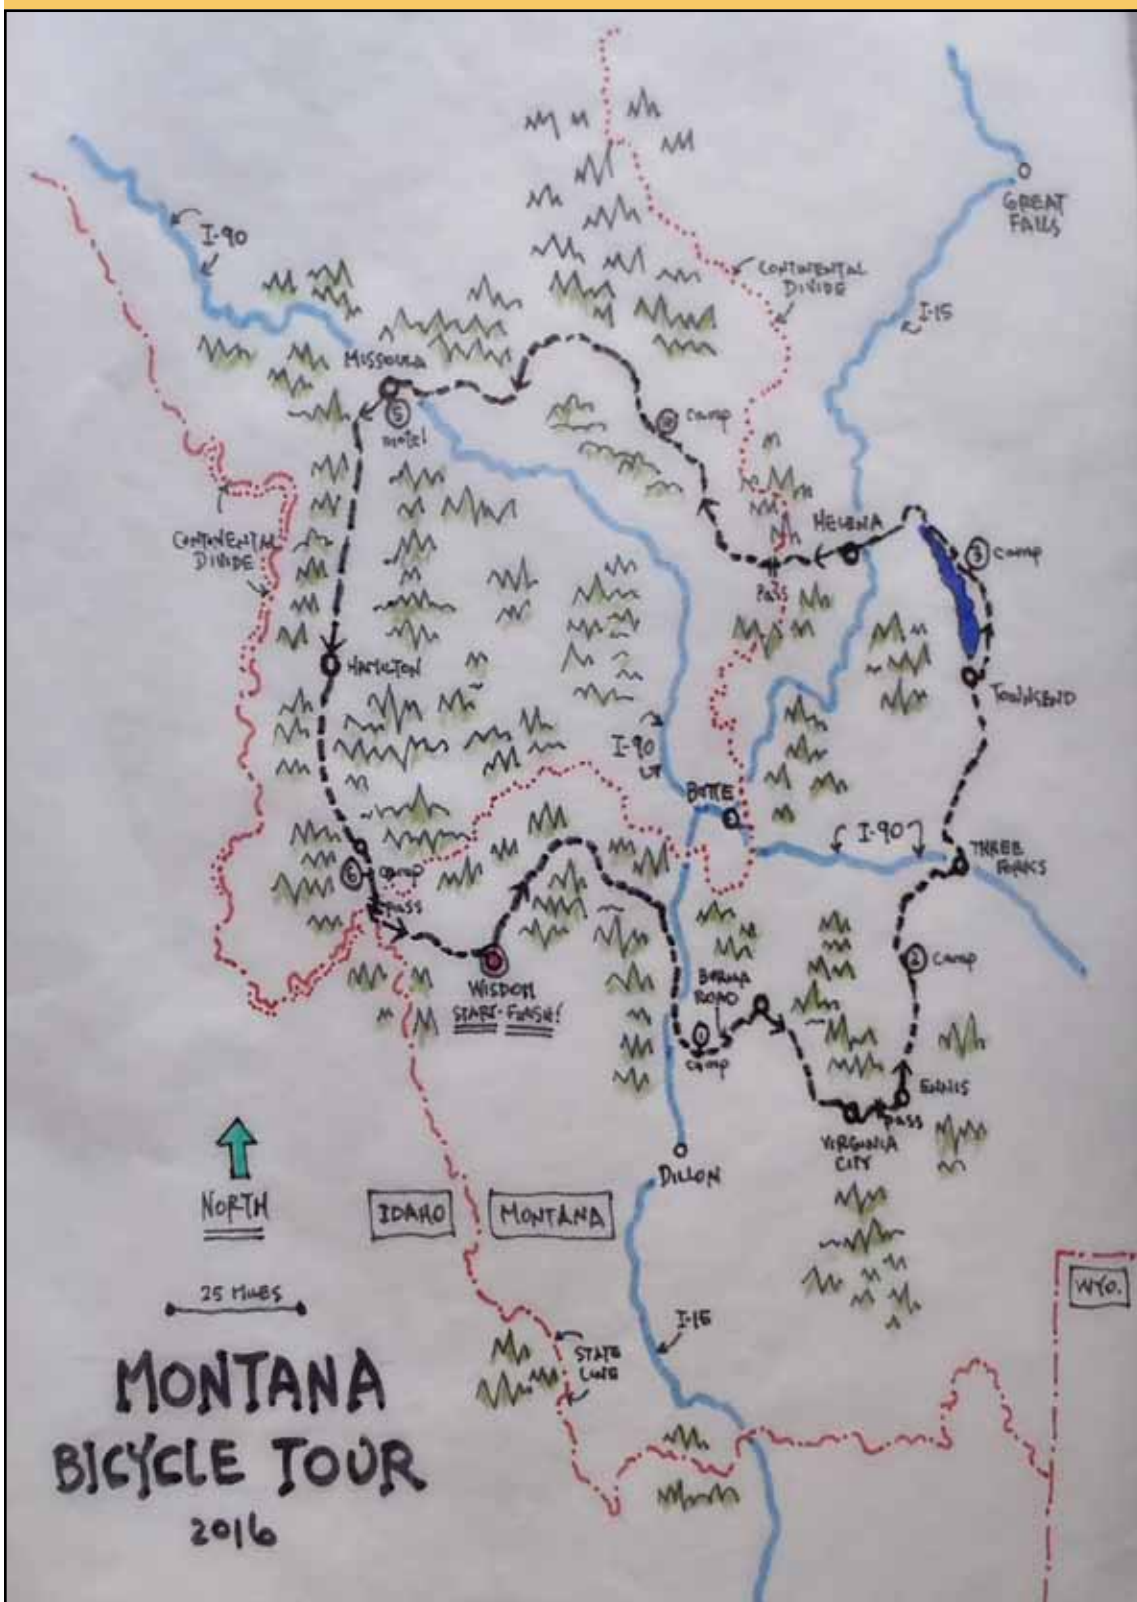 I-90
GREAT
FALLS
CONTINENTAL
DIVIDE
I-15
MISSOULA
5
motel
4
camp
CONTINENTAL
DIVIDE
HELENA
3
camp
Pass
HAMILTON
TOWNSEND
I-90
BUTTE
I-90
THREE
FORKS
6
camp
pass
2
camp
WISDOM
START-FINISH!
BURMA
ROAD
1
camp
ENNIS
pass
VIRGINIA
CITY
DILLON
NORTH
IDAHO
MONTANA
WYO.
25 MILES
I-15
STATE
LINE
MONTANA
BICYCLE TOUR
2016